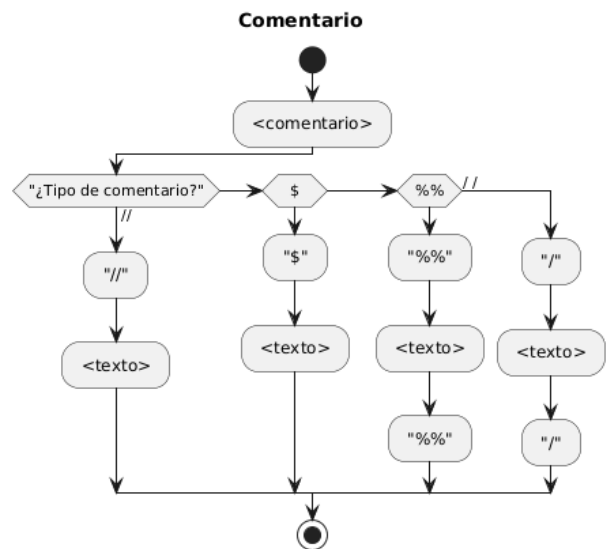 Comentario
<comentario>
"¿Tipo de comentario?"
$
%%
/ /
//
"//"
"$"
"%%"
"/"
<texto>
<texto>
<texto>
<texto>
"%%"
"/"